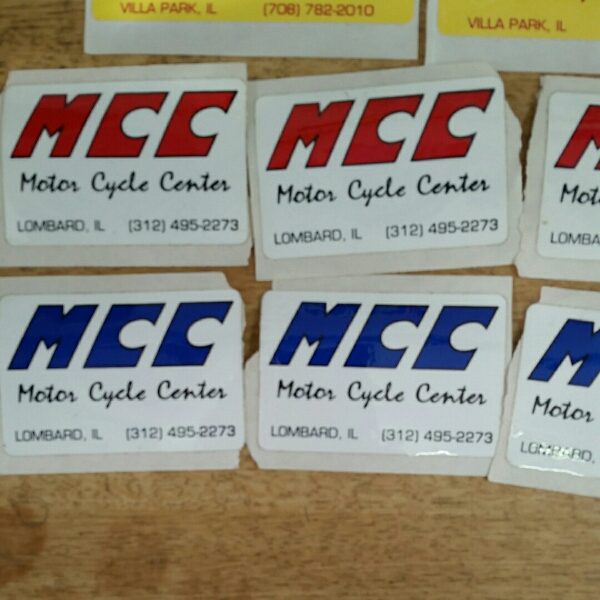 VILLA PARK, IL (708) 782-2010
VILLA PARK, IL
MCC
Motor Cycle Center
LOMBARD, IL (312) 495-2273
MCC
Motor Cycle Center
LOMBARD, IL (312) 495-2273
MCC
Motor Cycle Center
LOMBARD, IL (312) 495-2273
MCC
Motor Cycle Center
LOMBARD, IL (312) 495-2273
M
Motor
LOMBARD,